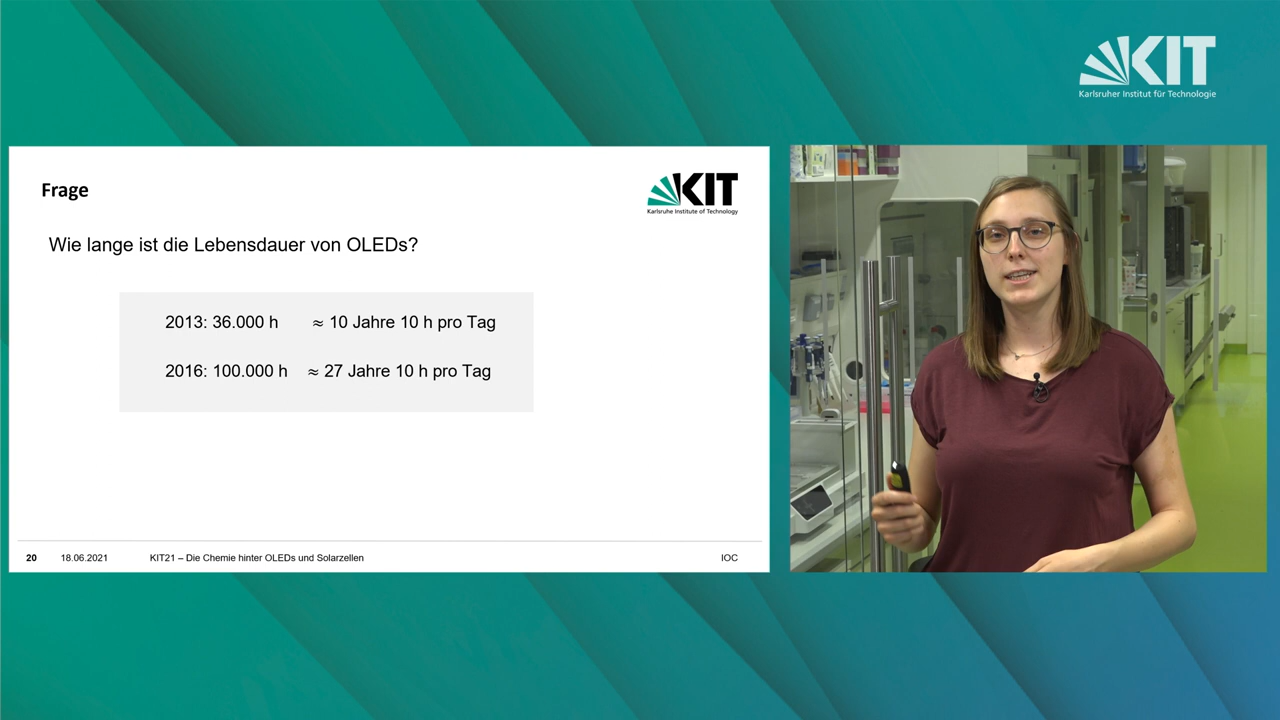 KIT
Karlsruher Institut für Technologie
Frage
KIT
Karlsruhe Institute of Technology
Wie lange ist die Lebensdauer von OLEDs?
2013: 36.000 h ≈ 10 Jahre 10 h pro Tag
2016: 100.000 h ≈ 27 Jahre 10 h pro Tag
20 18.06.2021 KIT21 – Die Chemie hinter OLEDs und Solarzellen IOC